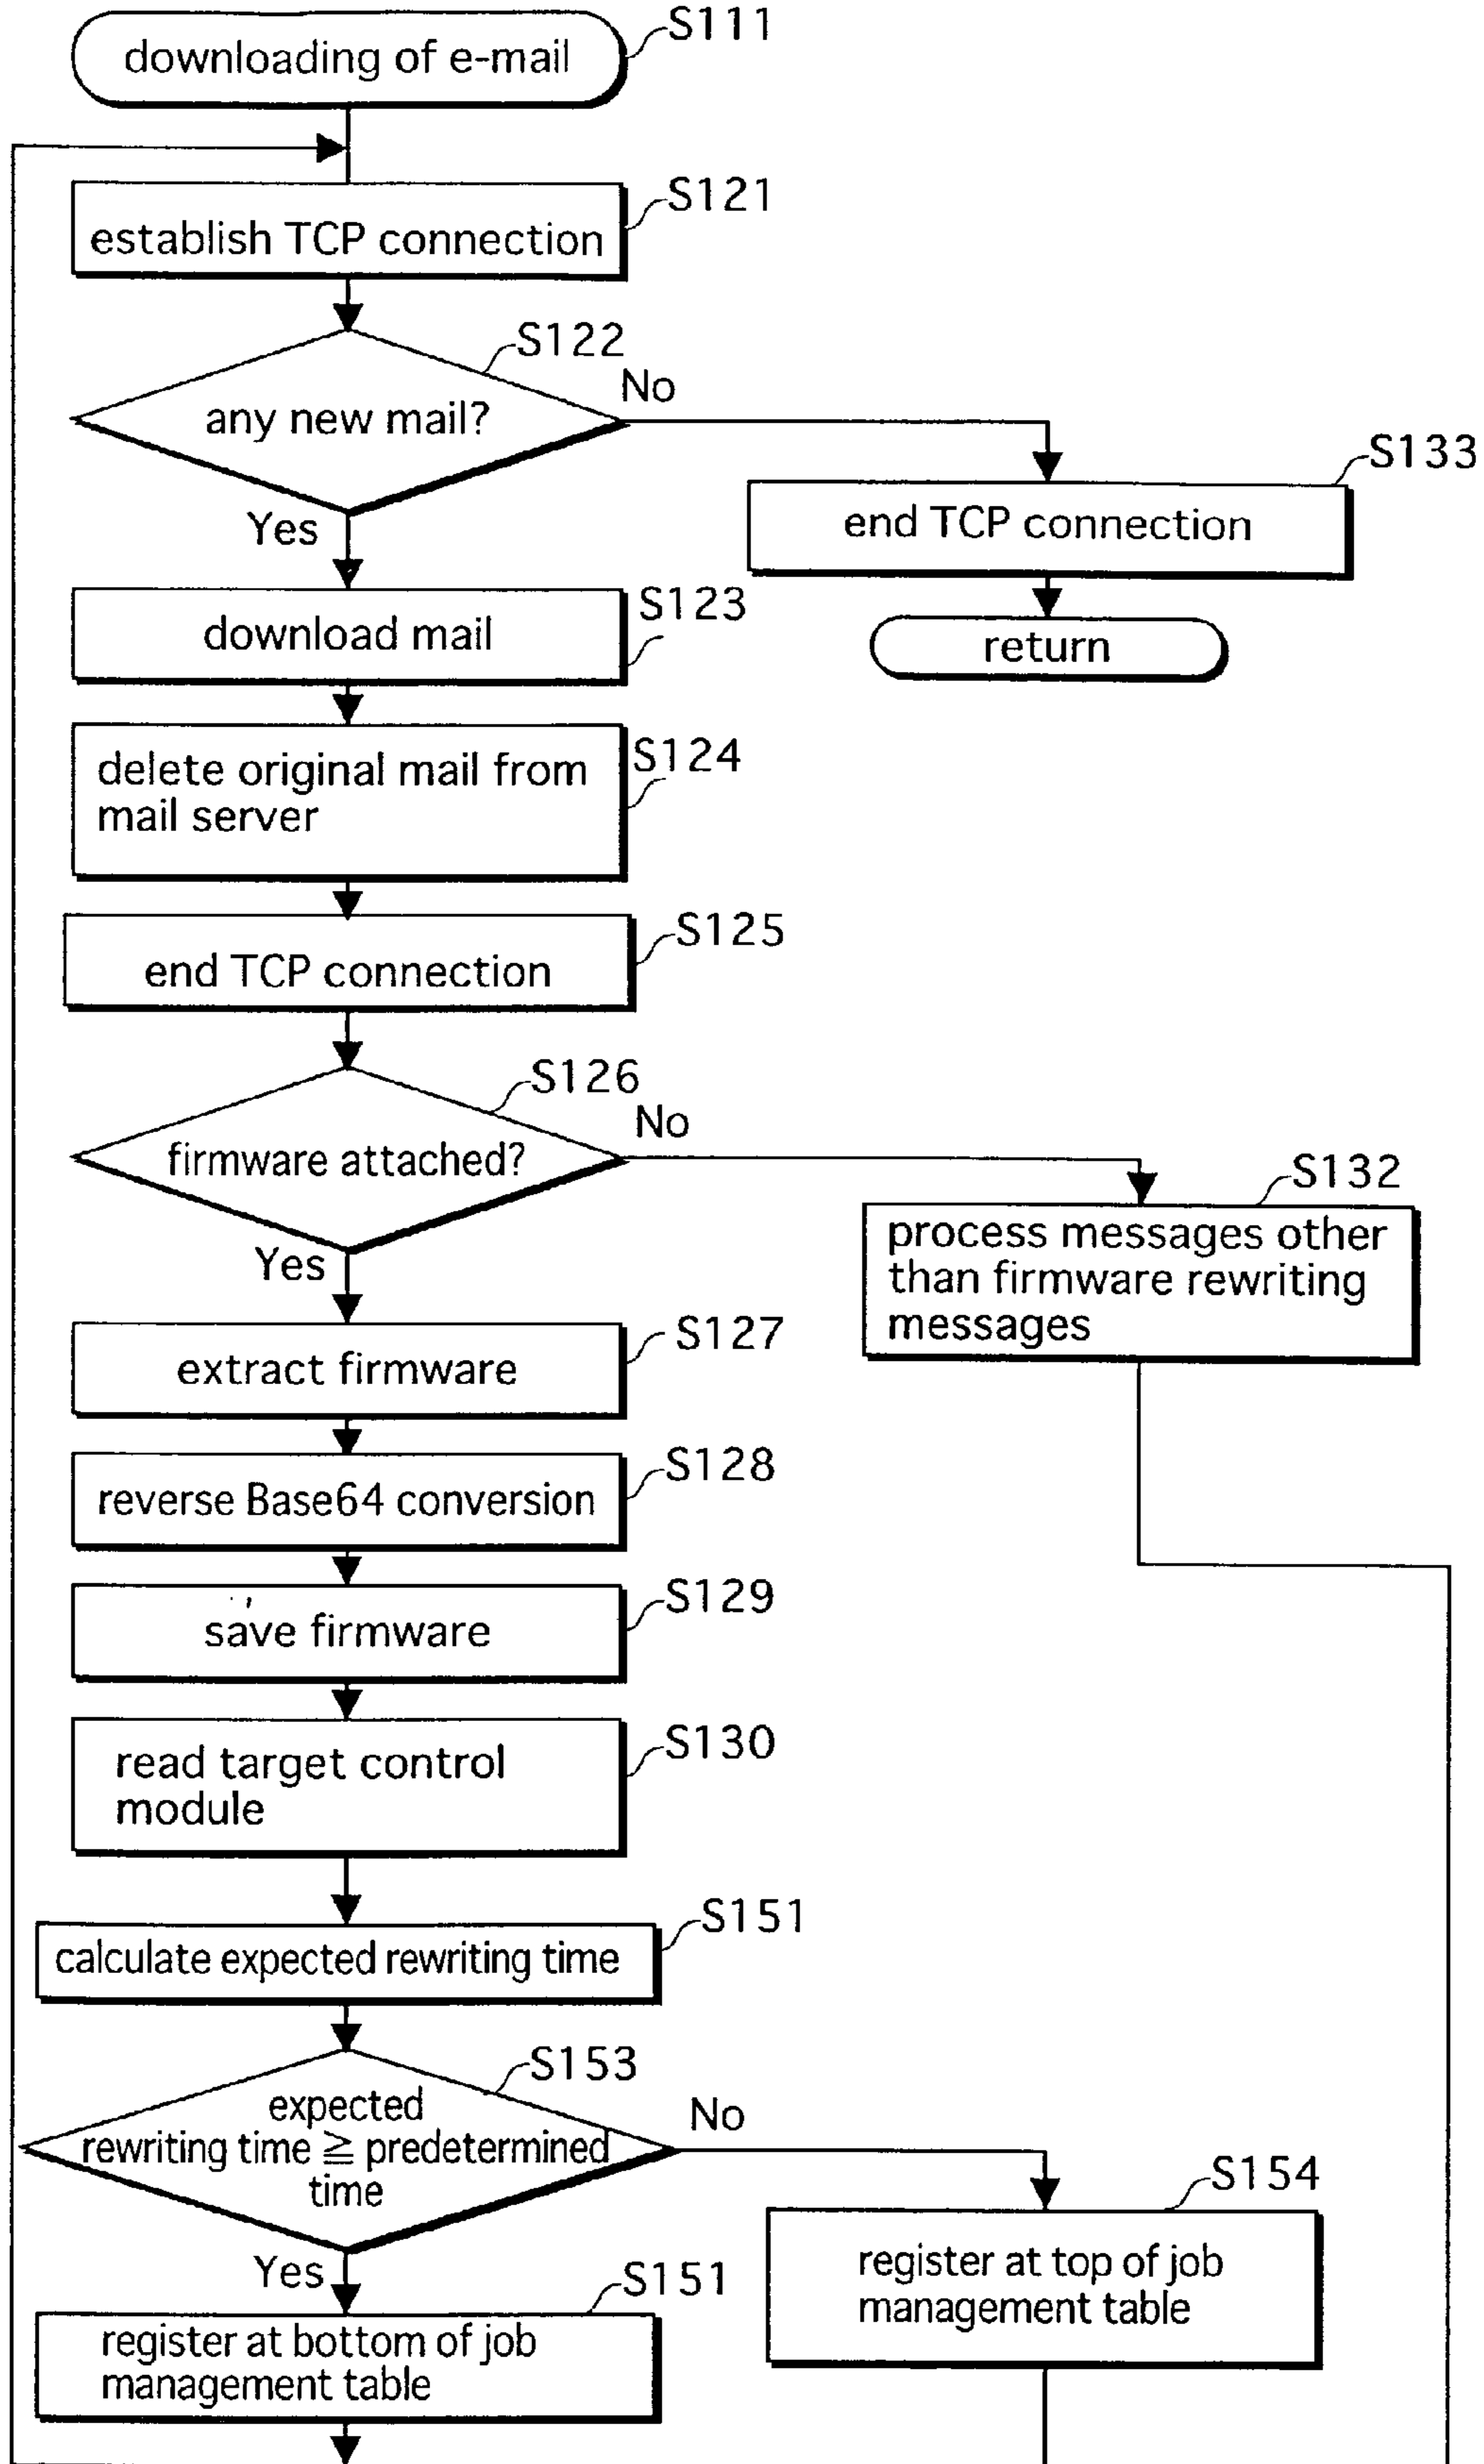 S111
downloading of e-mail
S121
establish TCP connection
S122
any new mail?
No
Yes
S133
end TCP connection
return
S123
download mail
S124
delete original mail from
mail server
S125
end TCP connection
S126
firmware attached?
No
Yes
S132
process messages other
than firmware rewriting
messages
S127
extract firmware
S128
reverse Base64 conversion
S129
save firmware
S130
read target control
module
S151
calculate expected rewriting time
S153
expected
rewriting time ≧ predetermined
time
No
Yes
S154
register at top of job
management table
S151
register at bottom of job
management table